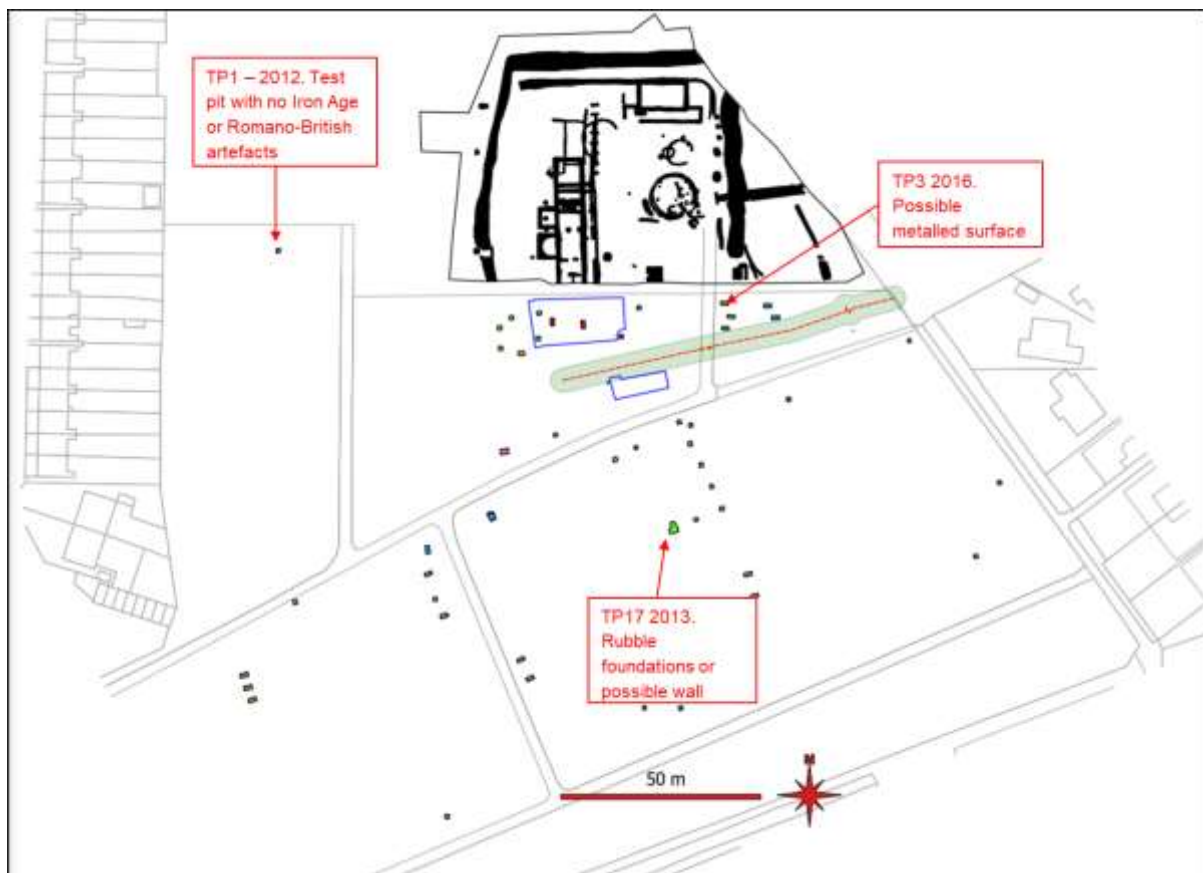 TP1 – 2012. Test
pit with no Iron Age
or Romano-British
artefacts
TP3 2016.
Possible
metalled surface
TP17 2013.
Rubble
foundations or
possible wall
50 m
N